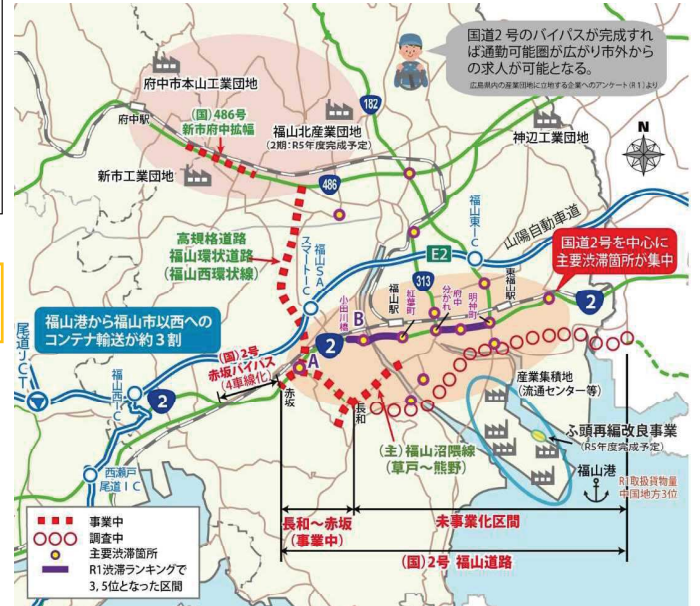 国道2号のバイパスが完成すれ
ば通勤可能圏が広がり市外から
の求人が可能となる。
広島県内の産業団地に立地する企業へのアンケート(R1)より
府中市本山工業団地
府中駅
(国)486号
新市府中拡幅
182
福山北産業団地
(2期:R5年度完成予定)
神辺工業団地
N
新市工業団地
486
高規格道路
福山環状道路
(福山西環状線)
福山SA
スマートIC
福山東IC
山陽自動車道
E2
313
国道2号を中心に
主要渋滞箇所が集中
福山港から福山市以西への
コンテナ輸送が約3割
小田川橋
B
福山駅
紅葉町
府中
分かれ
明神町
東福山駅
2
2
尾道JCT
福山西IC
(国)2号
赤坂バイパス
(4車線化)
A
2
赤坂
長和
産業集積地
(流通センター等)
西瀬戸
尾道IC
(主)福山沼隈線
(草戸~熊野)
ふ頭再編改良事業
(R5年度完成予定)
福山港
R1取扱貨物量
中国地方3位
長和~赤坂
(事業中)
未事業化区間
(国)2号 福山道路
事業中
調査中
主要渋滞箇所
R1渋滞ランキングで
3,5位となった区間